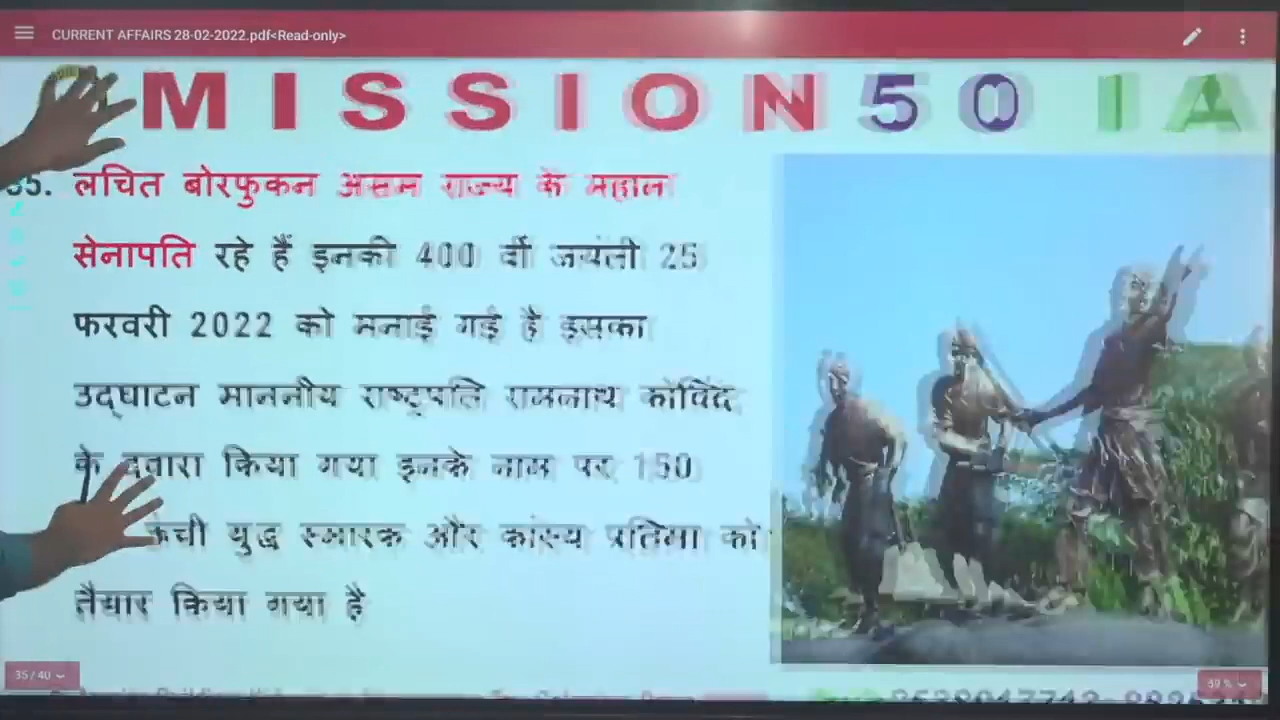 CURRENT AFFAIRS 28-02-2022.pdf<Read-only>
MISSION 50 IA
35. लचित बोरफुकन असम राज्य के महान
सेनापति रहे हैं इनकी 400 वीं जयंती 25
फरवरी 2022 को मनाई गई है इसका
उद्घाटन माननीय राष्ट्रपति रामनाथ कोविंद
के द्वारा किया गया इनके नाम पर 150
तैयार किया गया है
युद्ध स्मारक और कांस्य प्रतिमा को
35 / 40
59 %